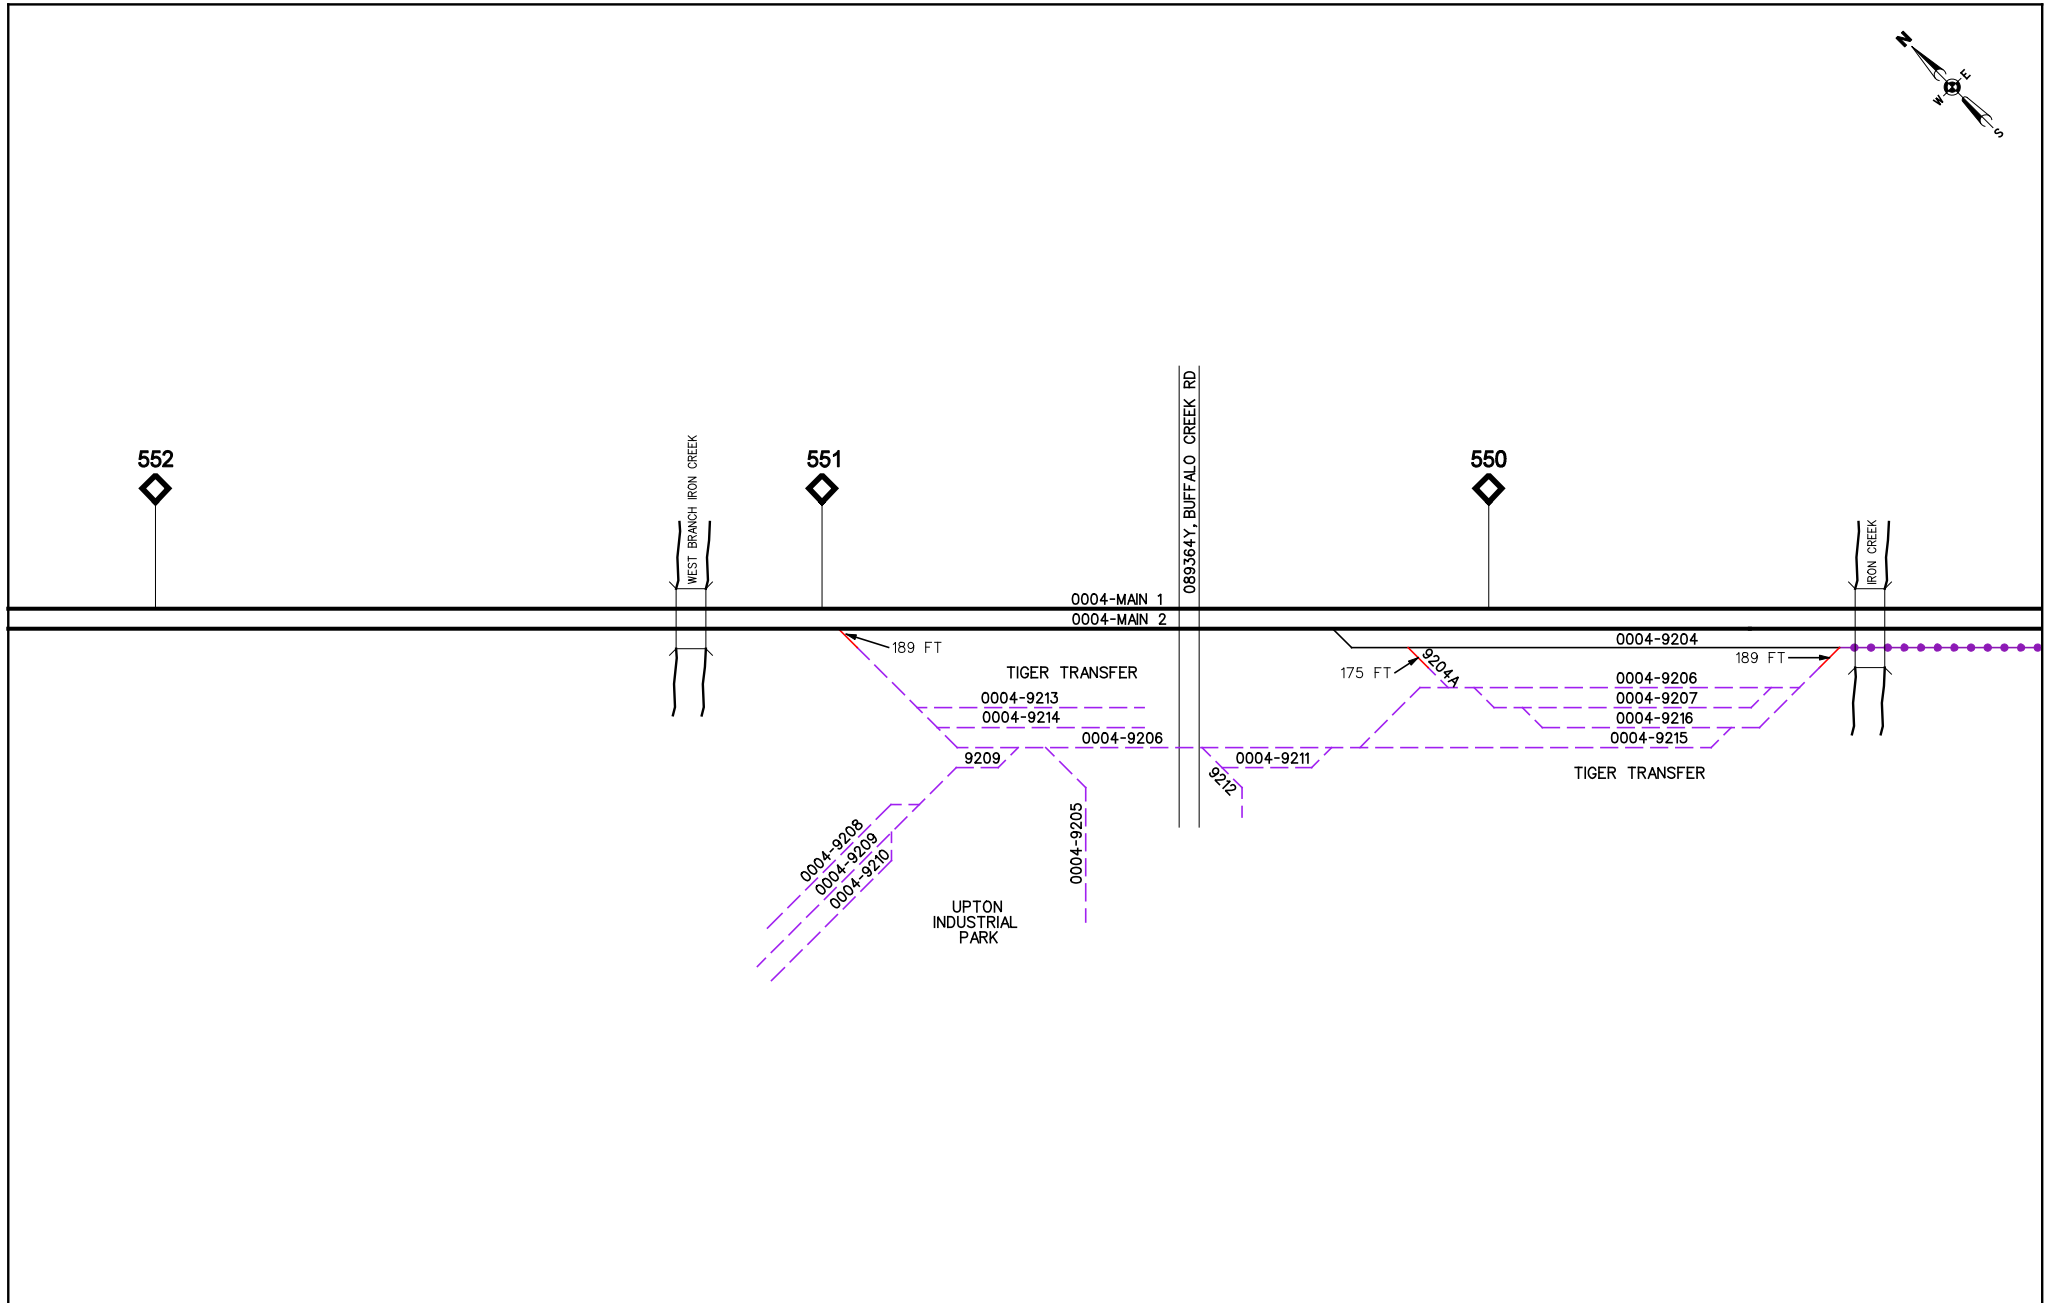 N
E
W
S
552
551
550
WEST BRANCH IRON CREEK
089364Y, BUFFALO CREEK RD
IRON CREEK
0004-MAIN 1
0004-MAIN 2
0004-9204
189 FT
TIGER TRANSFER
175 FT
9204A
189 FT
0004-9206
0004-9213
0004-9207
0004-9214
0004-9216
0004-9206
0004-9215
9209
0004-9211
9212
TIGER TRANSFER
0004-9205
0004-9208
0004-9209
0004-9210
UPTON
INDUSTRIAL
PARK